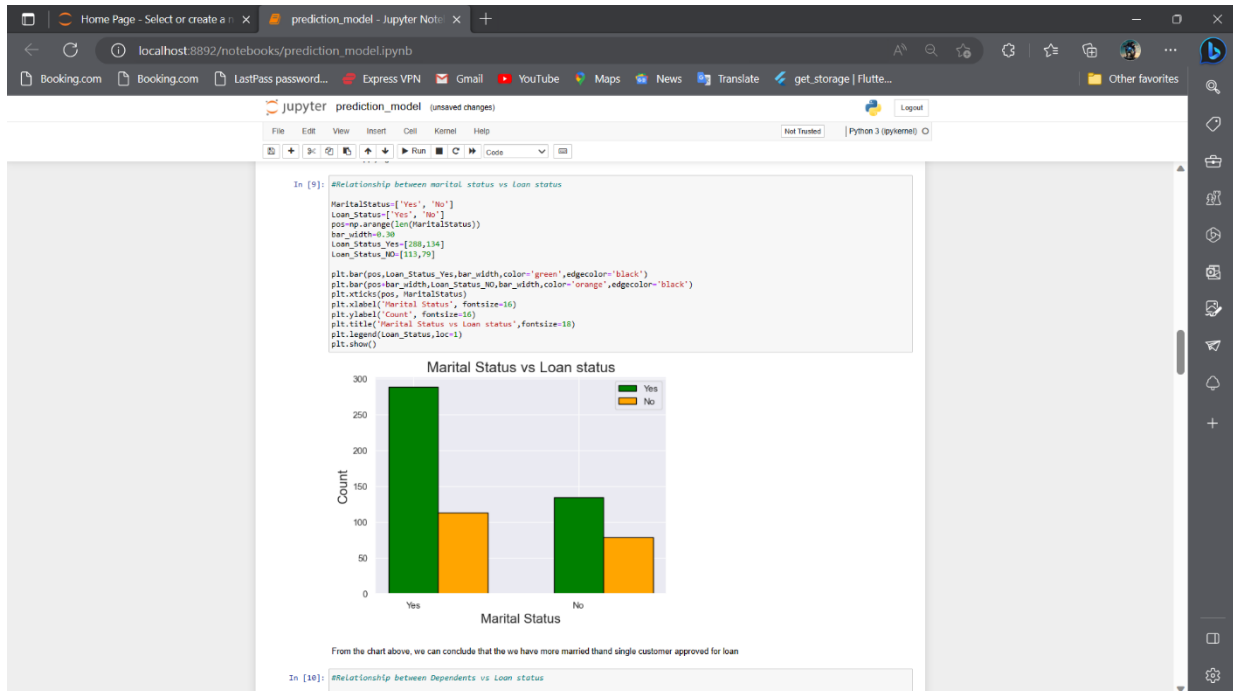 Home Page - Select or create a n
prediction_model - Jupyter Note
localhost:8892/notebooks/prediction_model.ipynb
Booking.com Booking.com LastPass password... Express VPN Gmail YouTube Maps News Translate get_storage | Flutte... Other favorites
jupyter prediction_model (unsaved changes) Logout
File Edit View Insert Cell Kernel Help Not Trusted Python 3 (ipykernel)
Run Code
In [9]: #Relationship between marital status vs Loan status
MaritalStatus=['Yes', 'No']
Loan_Status=['Yes', 'No']
pos=np.arange(len(MaritalStatus))
bar_width=0.30
Loan_Status_Yes=[288,134]
Loan_Status_NO=[113,79]
plt.bar(pos,Loan_Status_Yes,bar_width,color='green',edgecolor='black')
plt.bar(pos+bar_width,Loan_Status_NO,bar_width,color='orange',edgecolor='black')
plt.xticks(pos, MaritalStatus)
plt.xlabel('Marital Status', fontsize=16)
plt.ylabel('Count', fontsize=16)
plt.title('Marital Status vs Loan status',fontsize=18)
plt.legend(Loan_Status,loc=1)
plt.show()
Marital Status vs Loan status
300
250
200
150
100
50
0
Count
Yes
No
Yes No
Marital Status
From the chart above, we can conclude that the we have more married thand single customer approved for loan
In [10]: #Relationship between Dependents vs Loan status